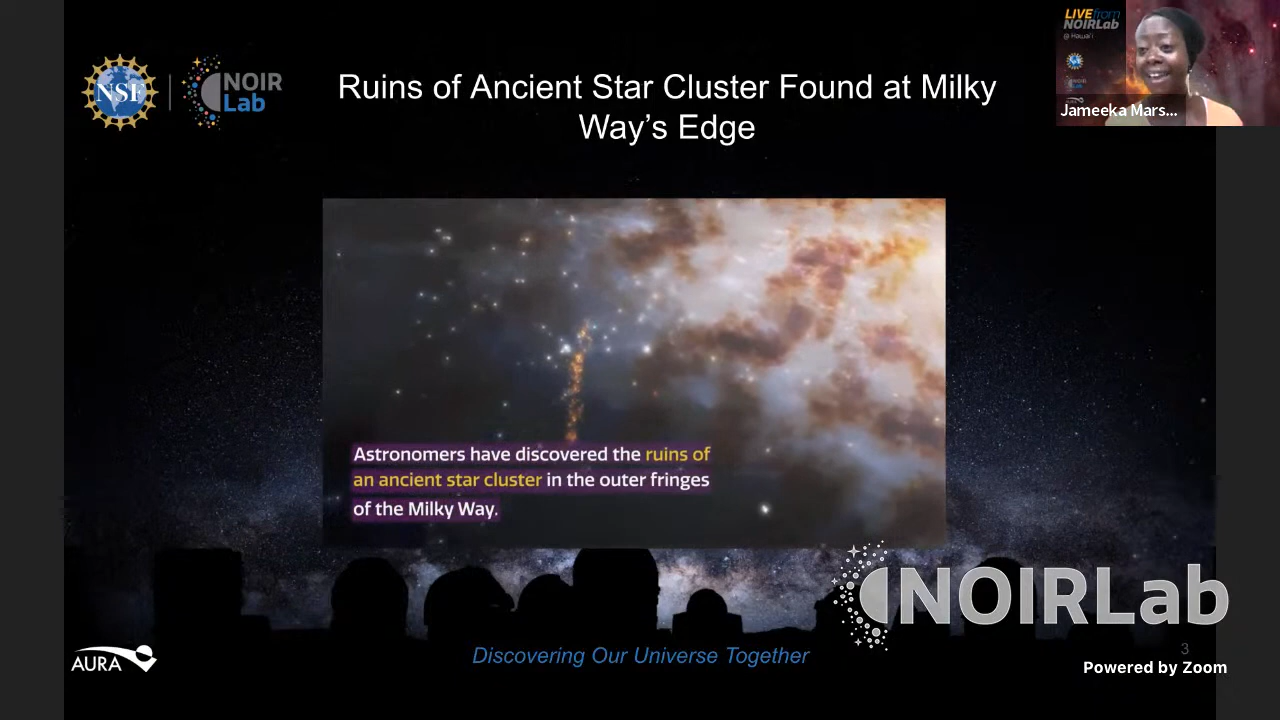 NSF
NOIR
Lab
Ruins of Ancient Star Cluster Found at Milky
Way's Edge
LIVE from
NOIRLab
@ Hawai'i
Jameeka Mars...
Astronomers have discovered the ruins of
an ancient star cluster in the outer fringes
of the Milky Way.
NOIRLab
AURA
Discovering Our Universe Together
3
Powered by Zoom